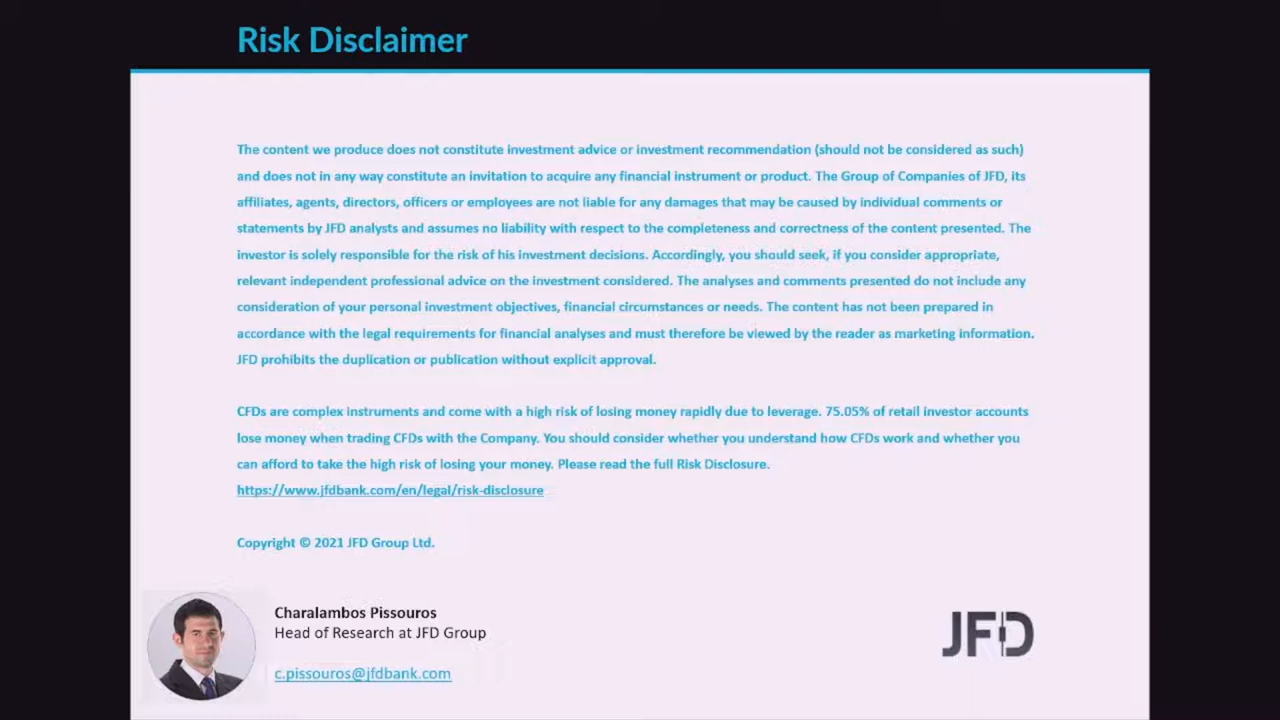 Risk Disclaimer
The content we produce does not constitute investment advice or investment recommendation (should not be considered as such)
and does not in any way constitute an invitation to acquire any financial instrument or product. The Group of Companies of JFD, its
affiliates, agents, directors, officers or employees are not liable for any damages that may be caused by individual comments or
statements by JFD analysts and assumes no liability with respect to the completeness and correctness of the content presented. The
investor is solely responsible for the risk of his investment decisions. Accordingly, you should seek, if you consider appropriate,
relevant independent professional advice on the investment considered. The analyses and comments presented do not include any
consideration of your personal investment objectives, financial circumstances or needs. The content has not been prepared in
accordance with the legal requirements for financial analyses and must therefore be viewed by the reader as marketing information.
JFD prohibits the duplication or publication without explicit approval.
CFDs are complex instruments and come with a high risk of losing money rapidly due to leverage. 75.05% of retail investor accounts
lose money when trading CFDs with the Company. You should consider whether you understand how CFDs work and whether you
can afford to take the high risk of losing your money. Please read the full Risk Disclosure.
https://www.jfdbank.com/en/legal/risk-disclosure
Copyright © 2021 JFD Group Ltd.
Charalambos Pissouros
Head of Research at JFD Group
c.pissouros@jfdbank.com
JFD